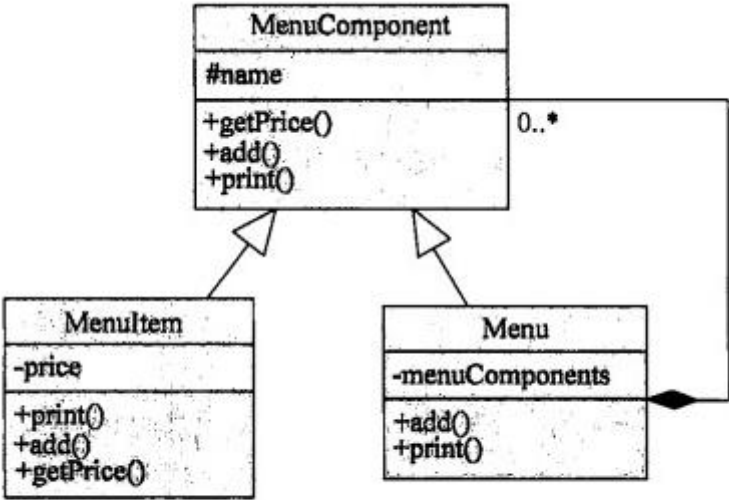 MenuComponent
#name
+getPrice()
+add()
+print()
0..*
MenuItem
-price
+print()
+add()
+getPrice()
Menu
-menuComponents
+add()
+print()